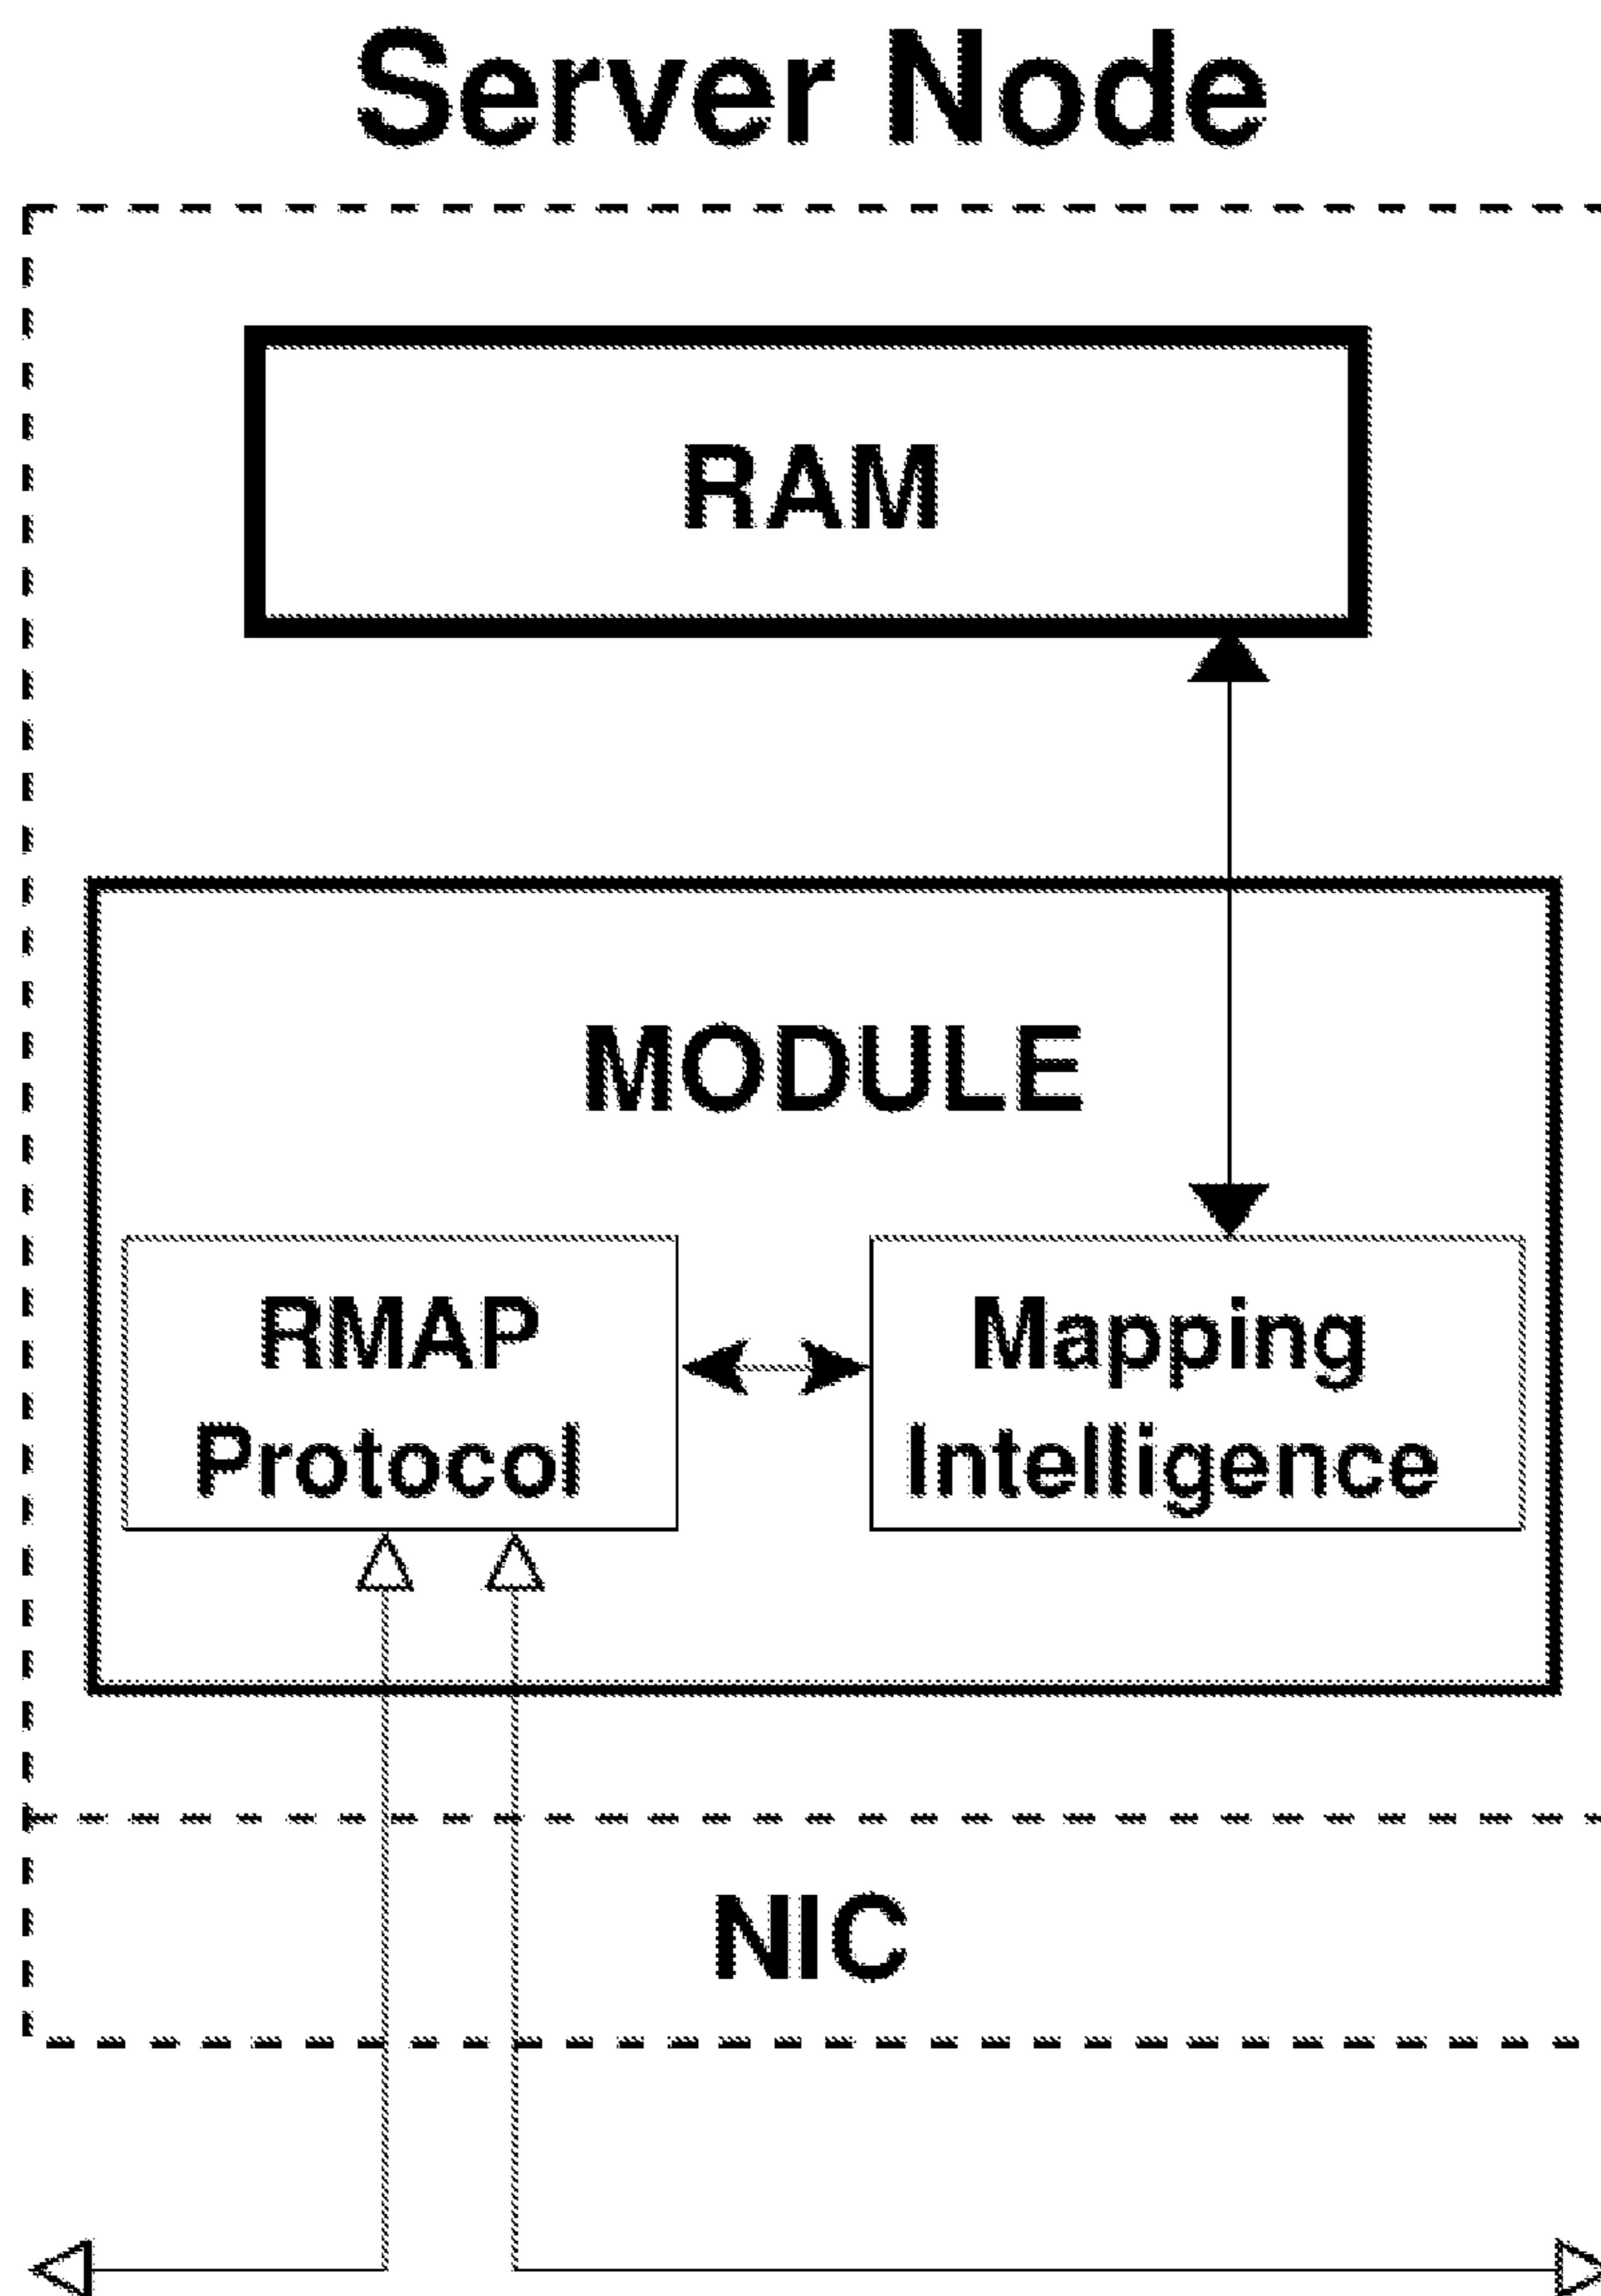 Server Node
RAM
MODULE
RMAP
Protocol
Mapping
Intelligence
NIC